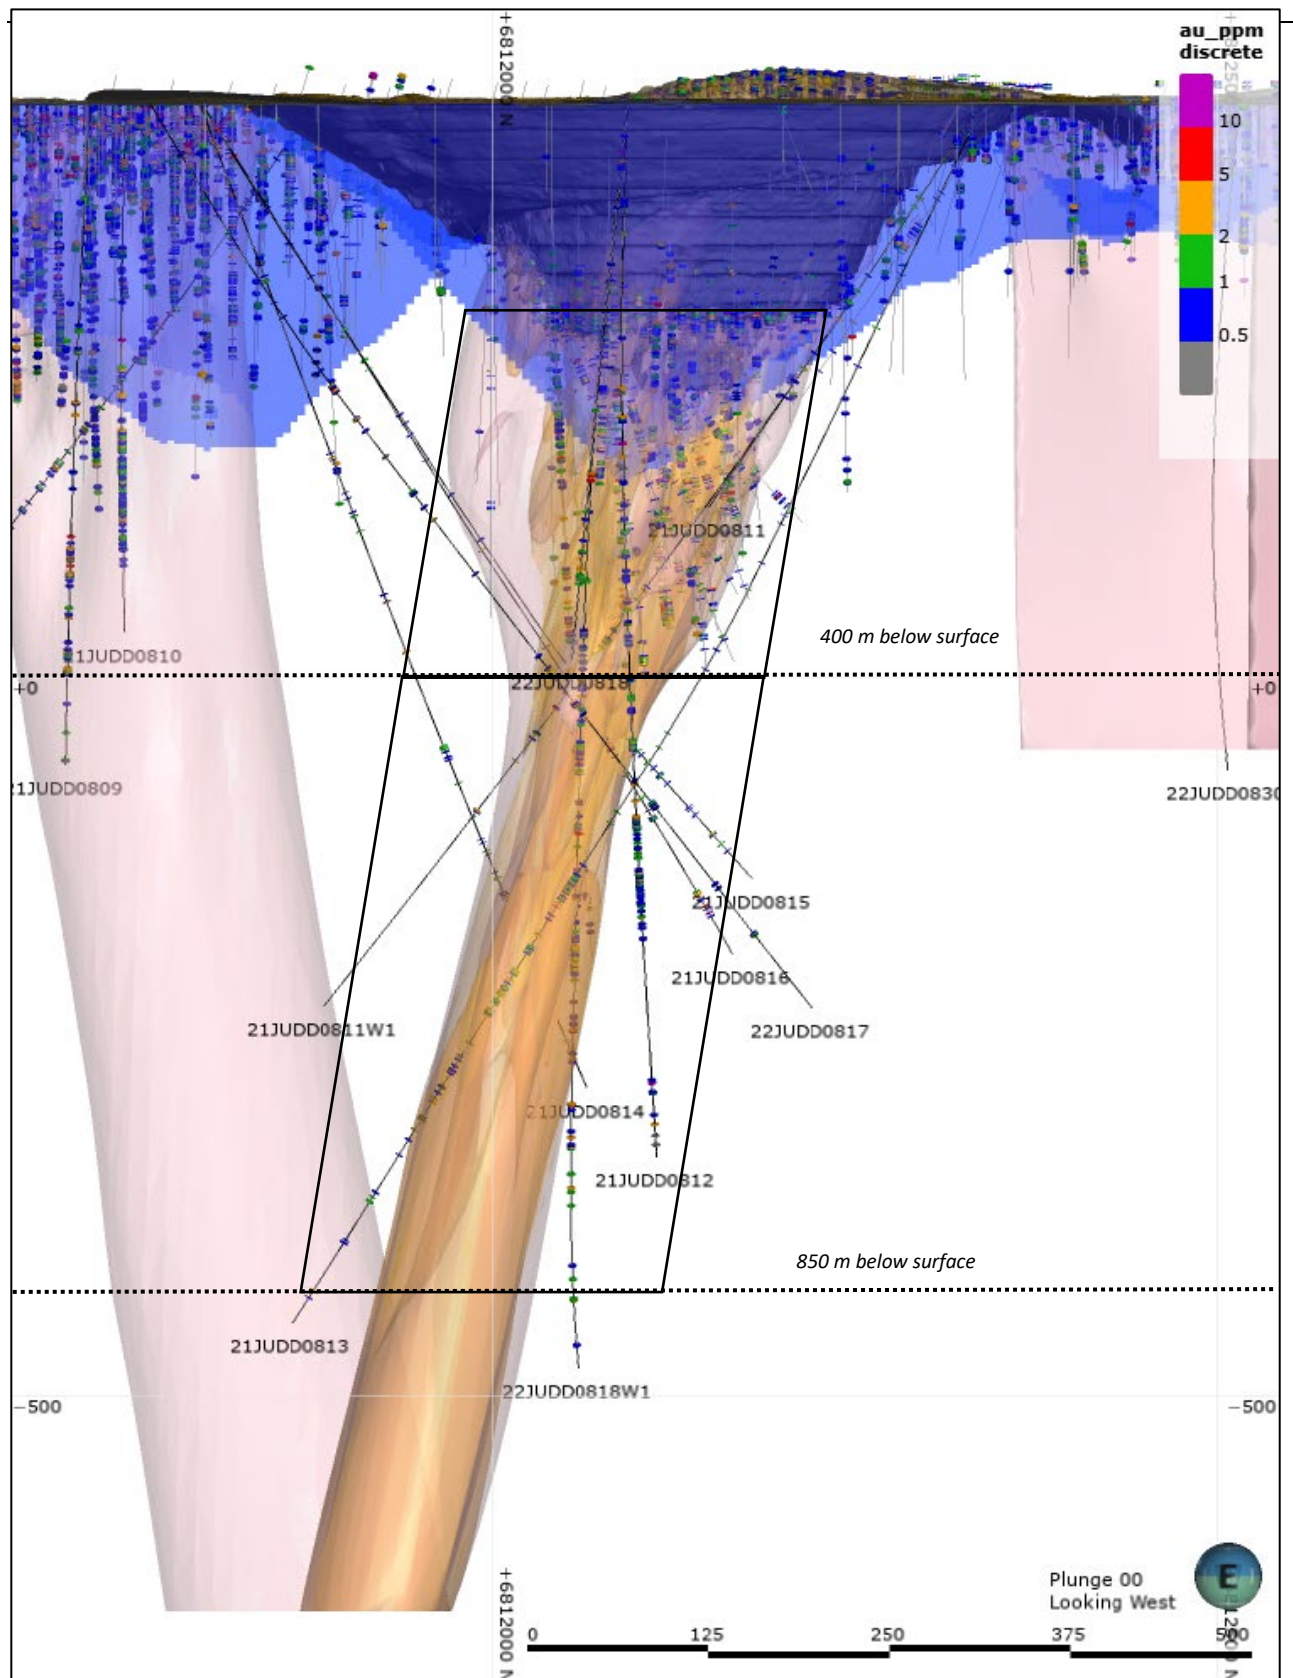 +6812000 N
au_ppm
discrete
10
5
2
1
0.5
21JUDD0811
400 m below surface
22JUDD0818
+0
+0
21JUDD0809
22JUDD0830
21JUDD0815
21JUDD0816
21JUDD0811W1
22JUDD0817
21JUDD0814
21JUDD0812
850 m below surface
21JUDD0813
22JUDD0818W1
−500
−500
Plunge 00
Looking West
E
+6812000 N
0 125 250 375 500